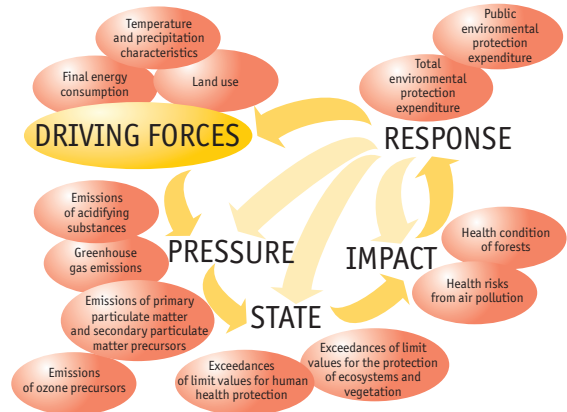 Temperature
and precipitation
characteristics
Final energy
consumption
Land use
DRIVING FORCES
Public
environmental
protection
expenditure
Total
environmental
protection
expenditure
RESPONSE
Emissions
of acidifying
substances
Greenhouse
gas emissions
Emissions of primary
particulate matter
and secondary particulate
matter precursors
Emissions
of ozone precursors
PRESSURE
IMPACT
Health condition
of forests
Health risks
from air pollution
STATE
Exceedances
of limit values for human
health protection
Exceedances of limit
values for the protection
of ecosystems and
vegetation